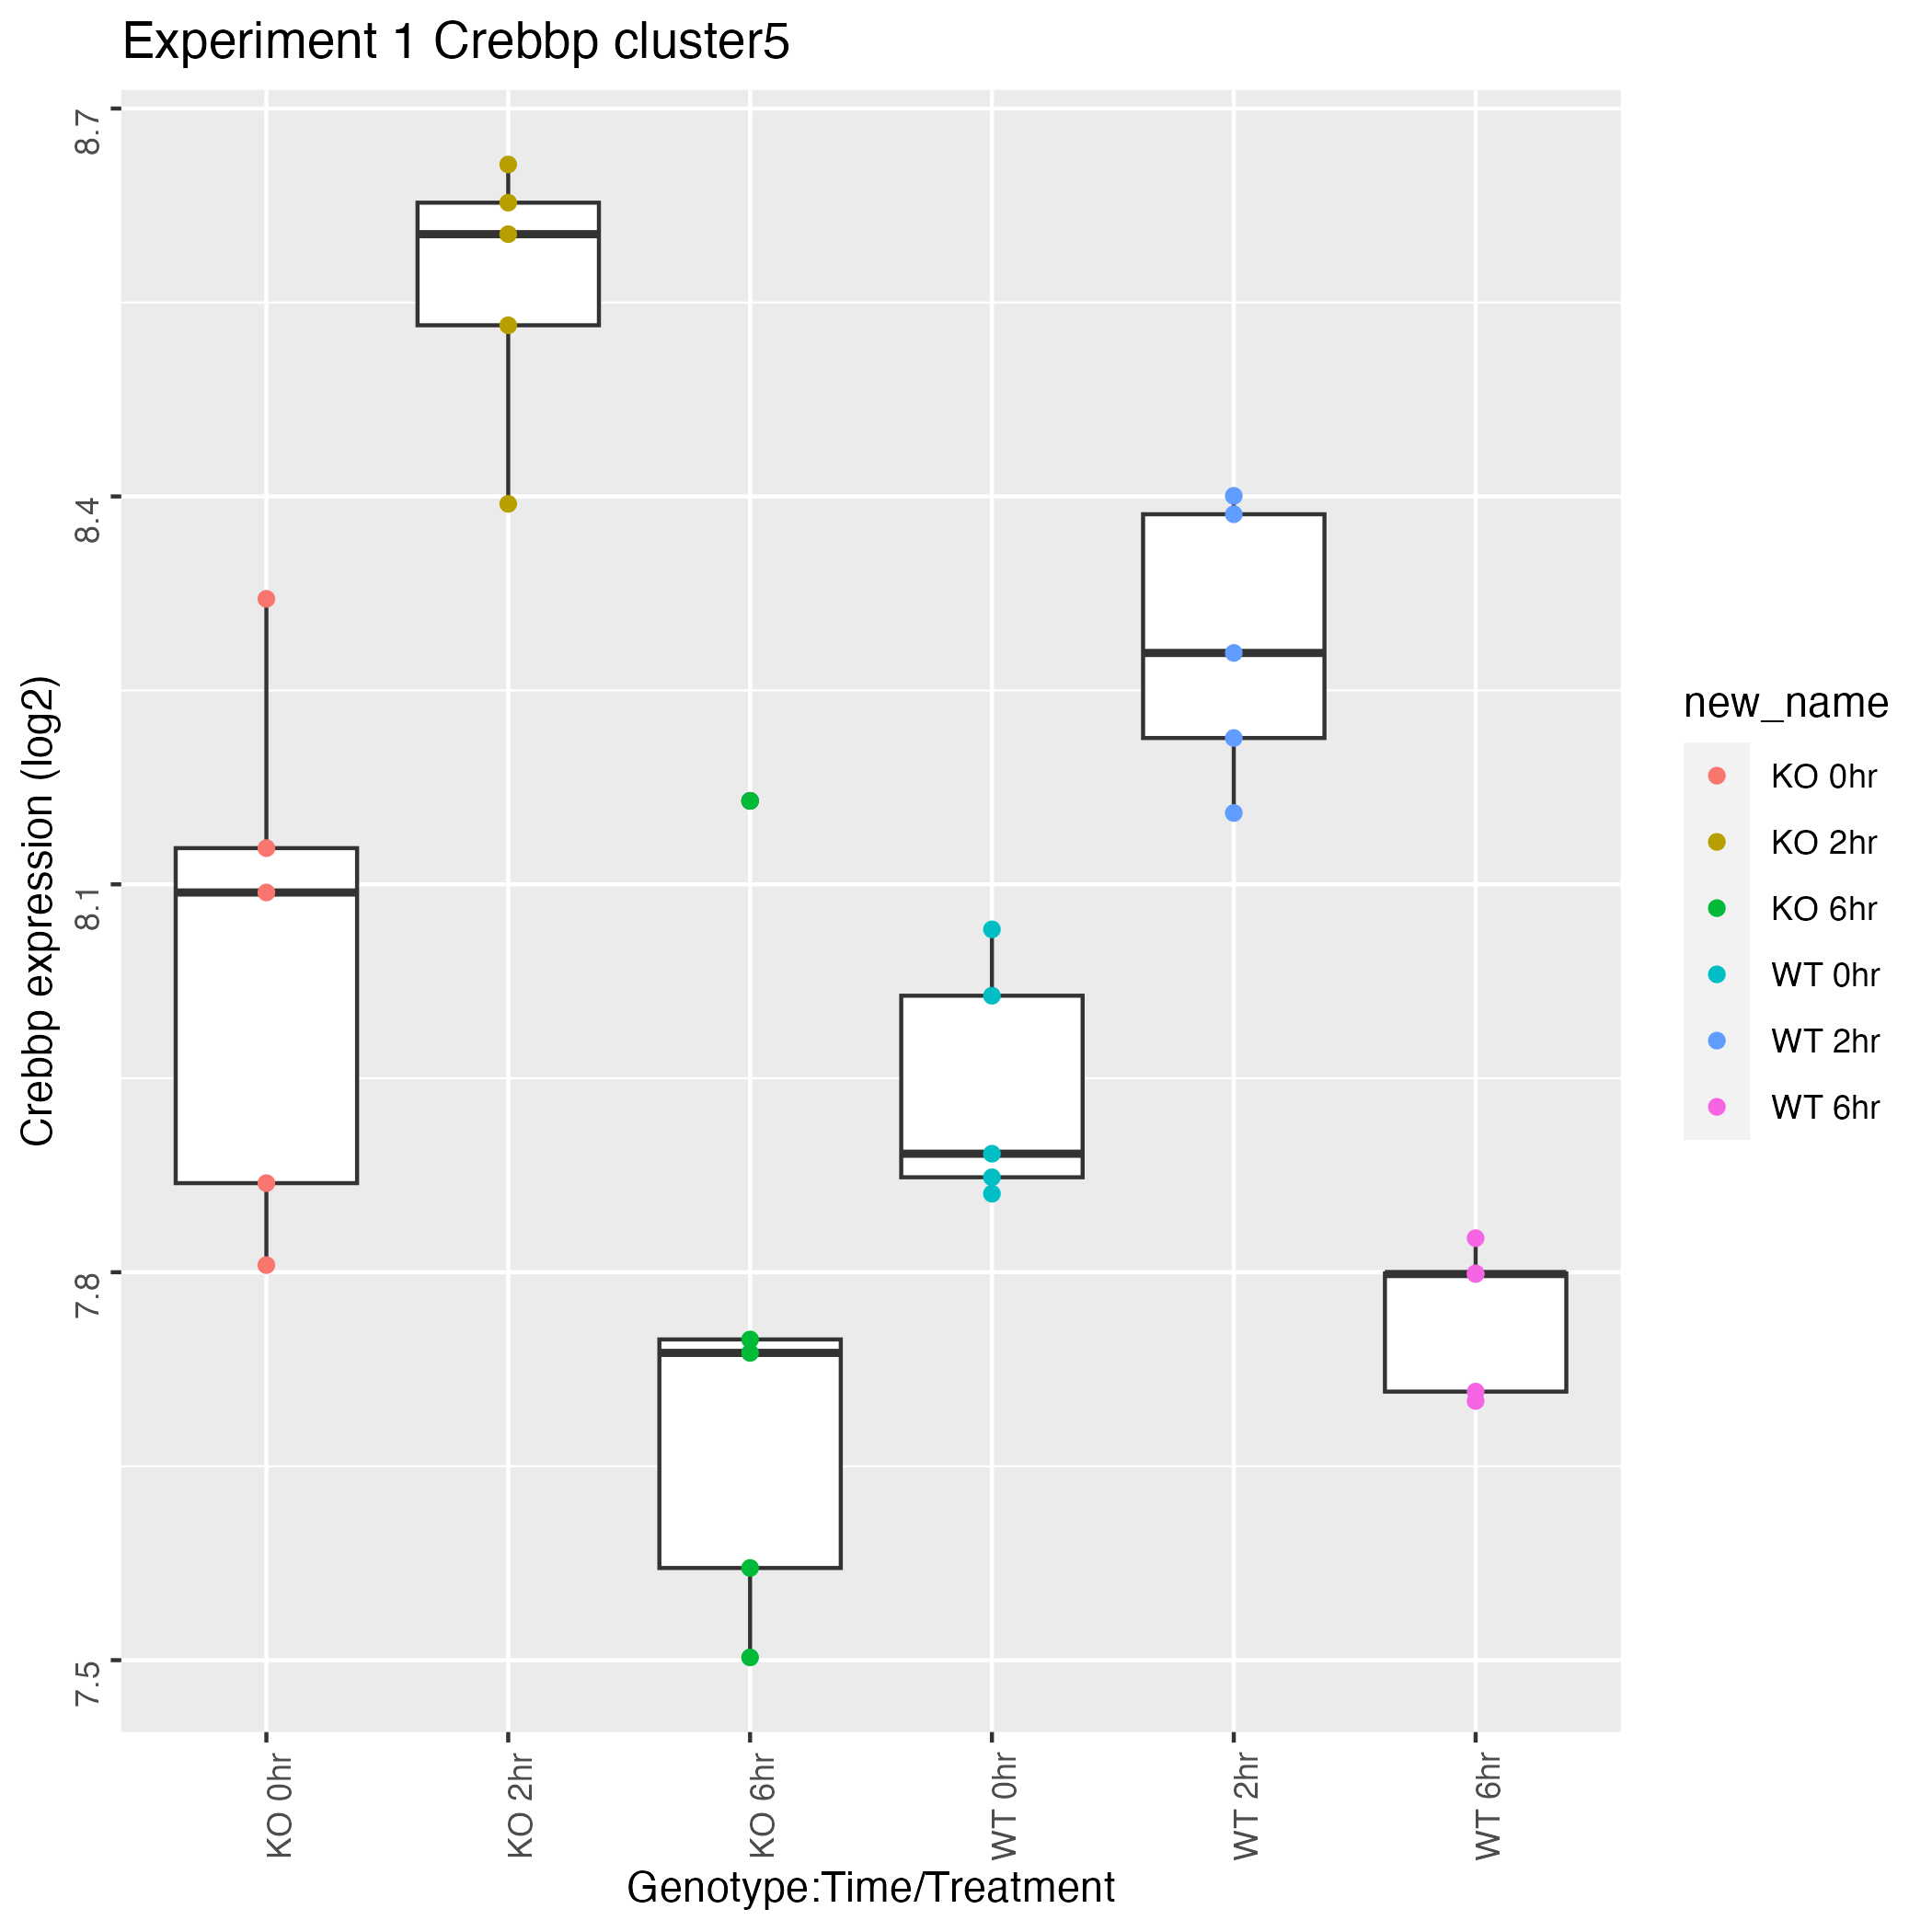 Experiment 1 Crebbp cluster5
8.7
8.4
8.1
7.8
7.5
Crebbp expression (log2)
KO 0hr
KO 2hr
KO 6hr
WT 0hr
WT 2hr
WT 6hr
Genotype:Time/Treatment
new_name
KO 0hr
KO 2hr
KO 6hr
WT 0hr
WT 2hr
WT 6hr